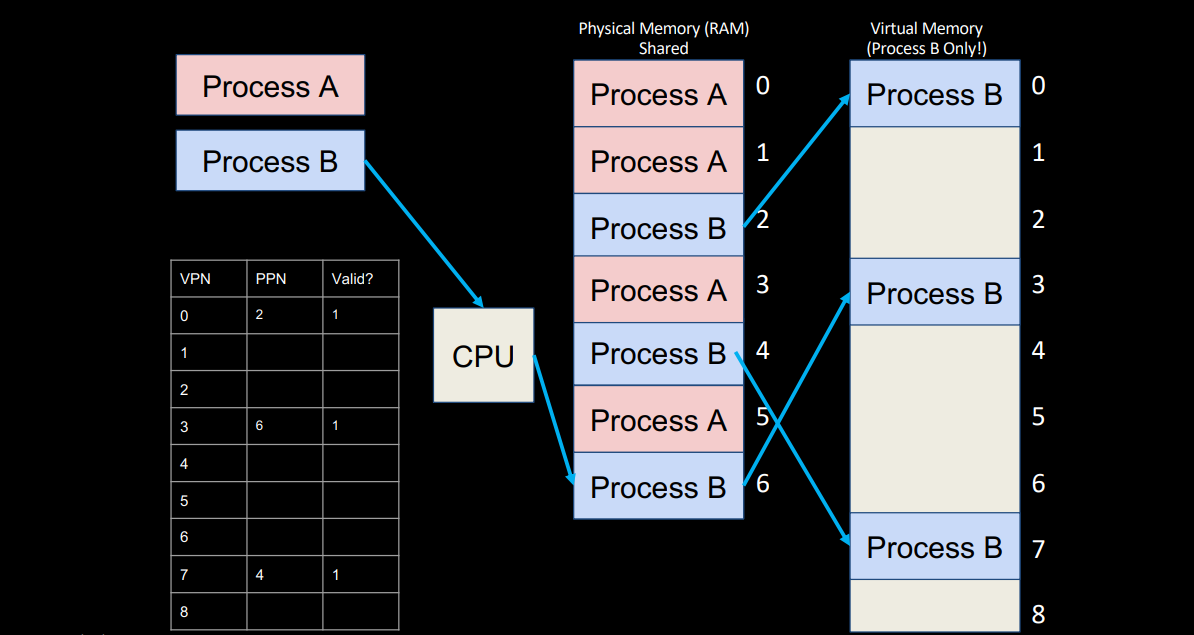 Physical Memory (RAM)
Shared
Virtual Memory
(Process B Only!)
Process A
Process B
VPN PPN Valid?
0 2 1
1
2
3 6 1
4
5
6
7 4 1
8
CPU
Process A 0
Process A 1
Process B 2
Process A 3
Process B 4
Process A 5
Process B 6
Process B 0
1
2
Process B 3
4
5
6
Process B 7
8